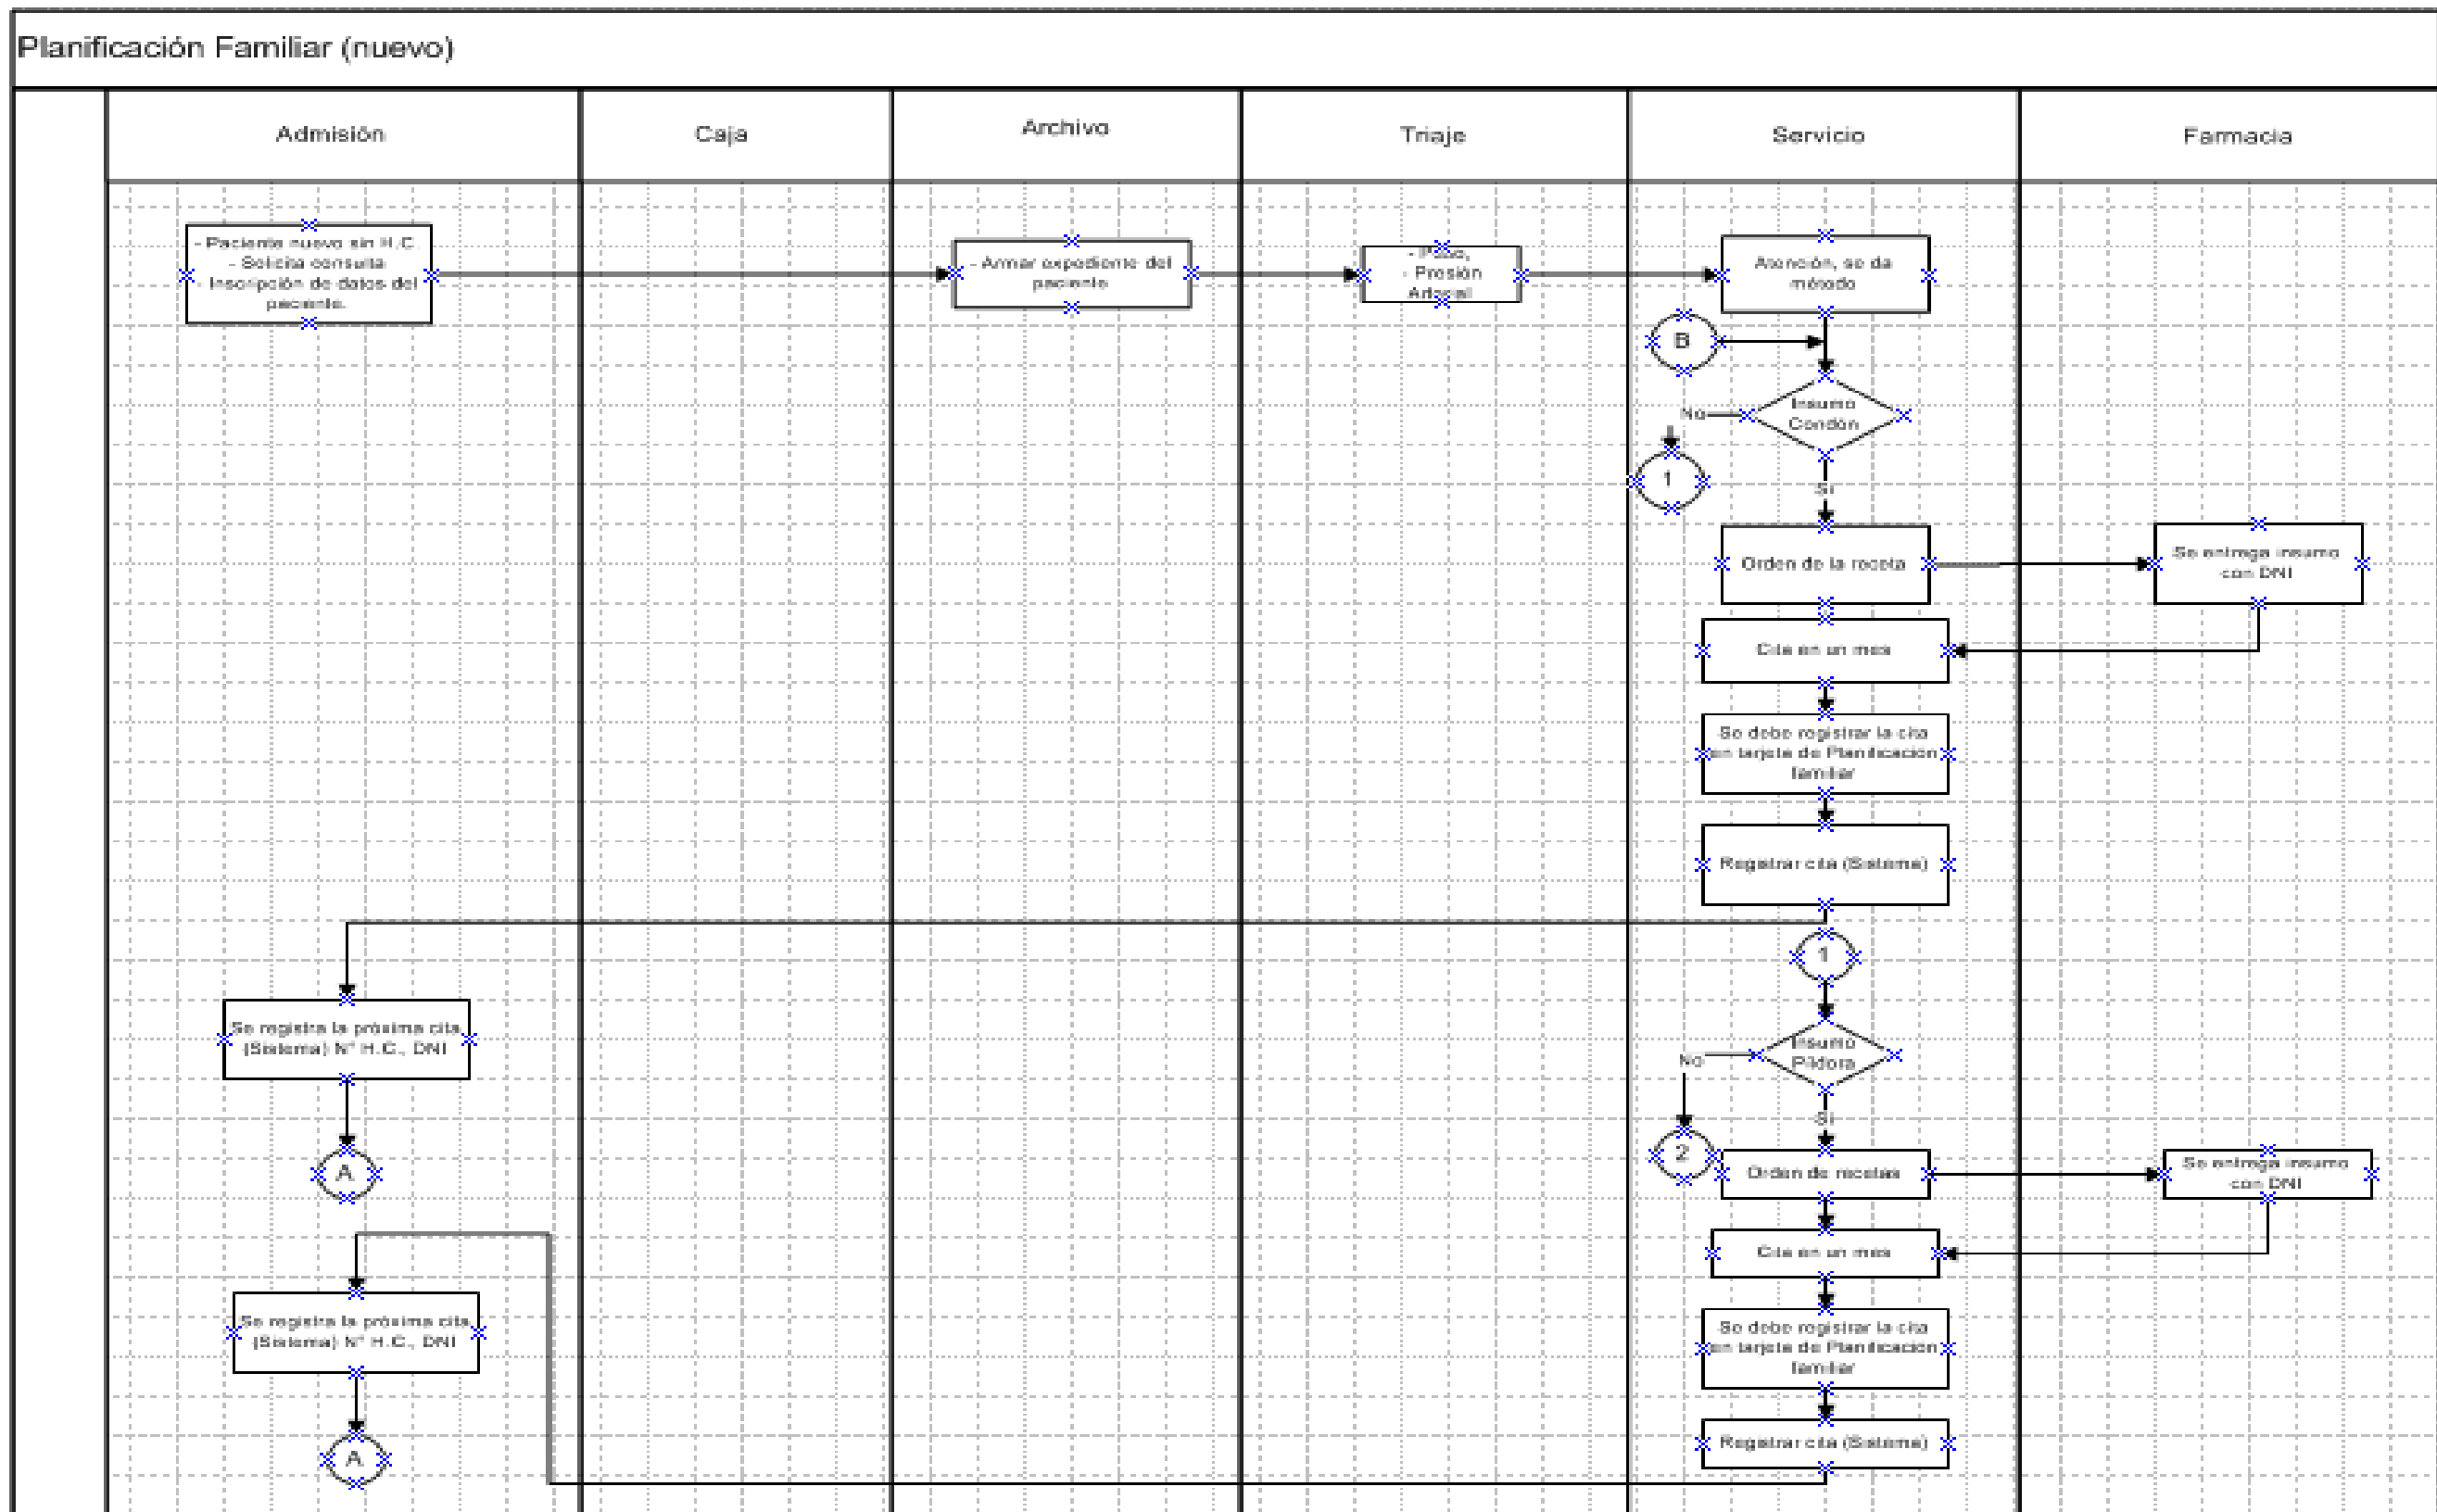 Planificación Familiar (nuevo)
Admisión
Caja
Archivo
Triaje
Servicio
Farmacia
- Paciente nuevo sin H.C.
- Solicita consulta
- Inscripción de datos del
paciente.
- Armar expediente del
paciente
- Presión
Arterial
Atención, se da
método
B
Insumo
Condón
No
1
Si
Orden de la receta
Se entrega insumo
con DNI
Cita en un mes
Se debe registrar la cita
en tarjeta de Planificación
familiar
Registrar cita (Sistema)
1
Se registra la próxima cita
(Sistema) N° H.C., DNI
Insumo
Píldora
No
Si
A
2
Orden de recetas
Se entrega insumo
con DNI
Cita en un mes
Se registra la próxima cita
(Sistema) N° H.C., DNI
Se debe registrar la cita
en tarjeta de Planificación
familiar
A
Registrar cita (Sistema)